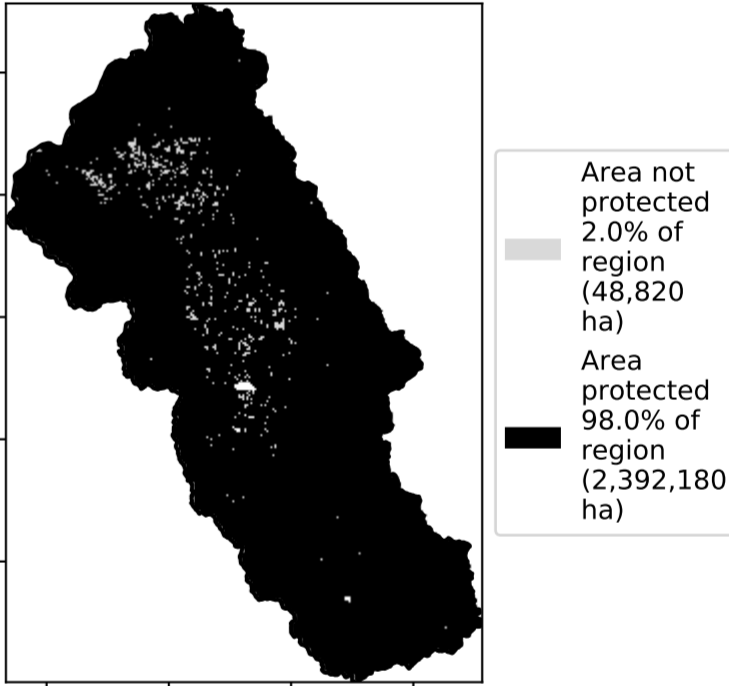 Area not
protected
2.0% of
region
(48,820
ha)
Area
protected
98.0% of
region
(2,392,180
ha)